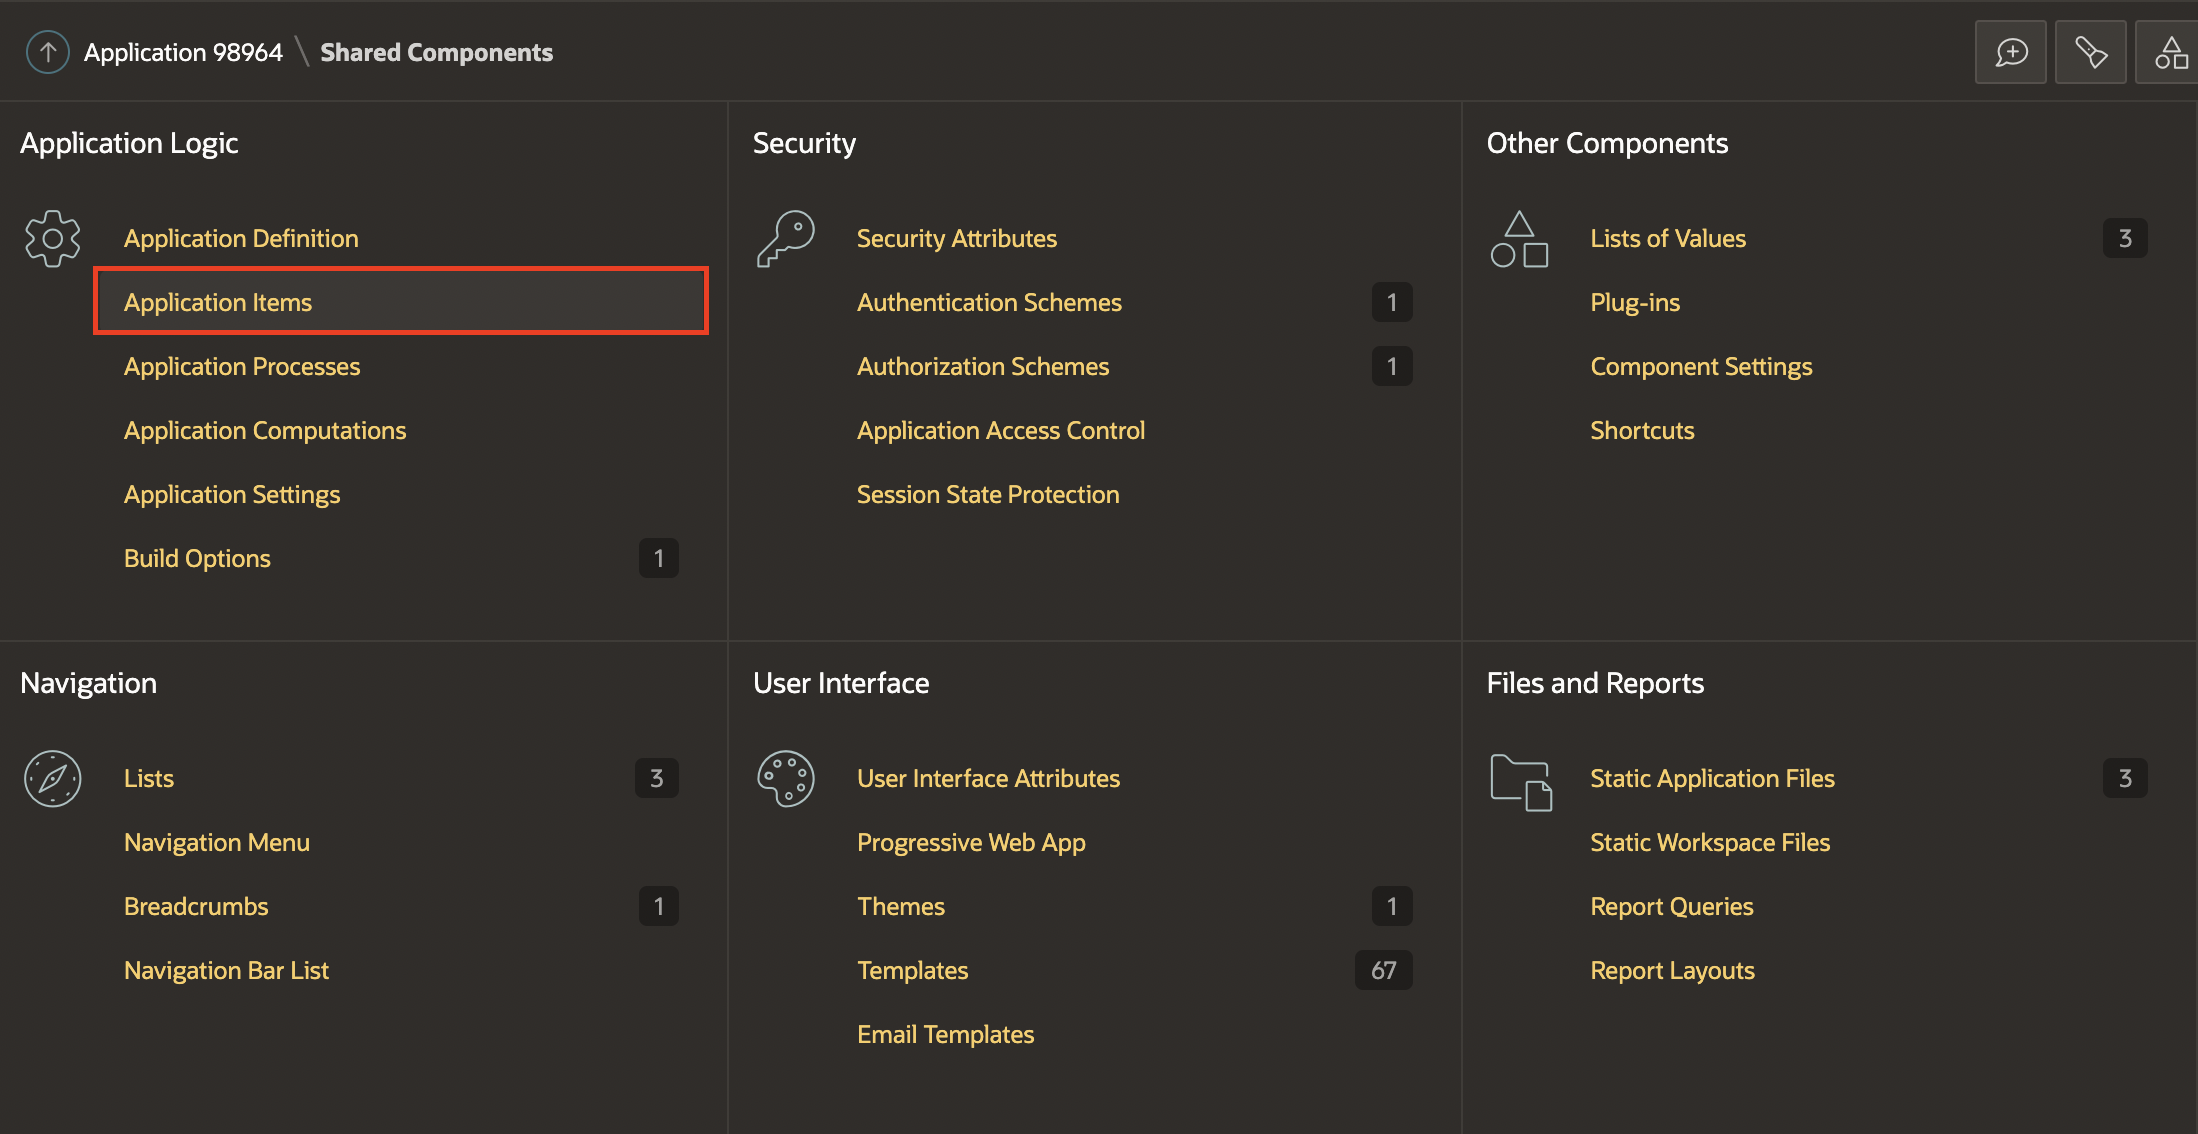 Application 98964 \ Shared Components
Application Logic
Application Definition
Application Items
Application Processes
Application Computations
Application Settings
Build Options 1
Security
Security Attributes
Authentication Schemes 1
Authorization Schemes 1
Application Access Control
Session State Protection
Other Components
Lists of Values 3
Plug-ins
Component Settings
Shortcuts
Navigation
Lists 3
Navigation Menu
Breadcrumbs 1
Navigation Bar List
User Interface
User Interface Attributes
Progressive Web App
Themes 1
Templates 67
Email Templates
Files and Reports
Static Application Files 3
Static Workspace Files
Report Queries
Report Layouts